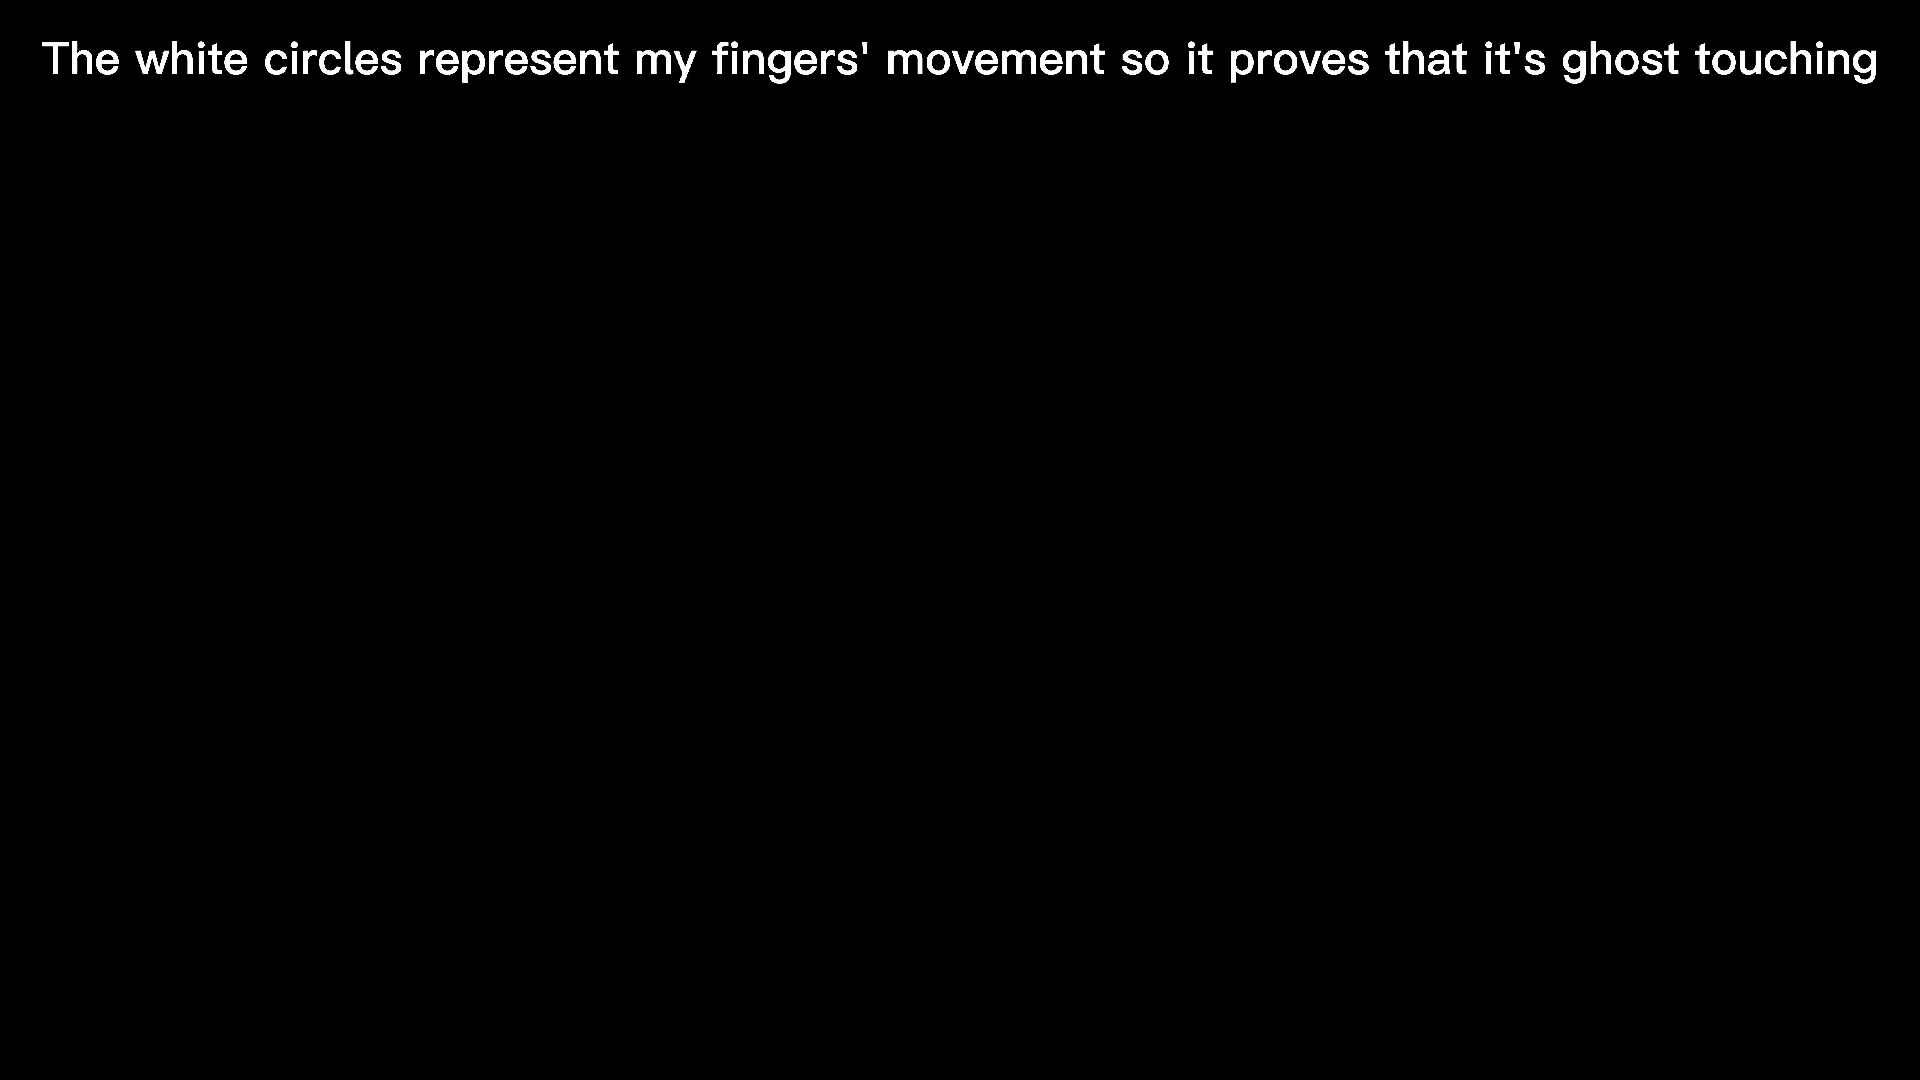 The white circles represent my fingers' movement so it proves that it's ghost touching